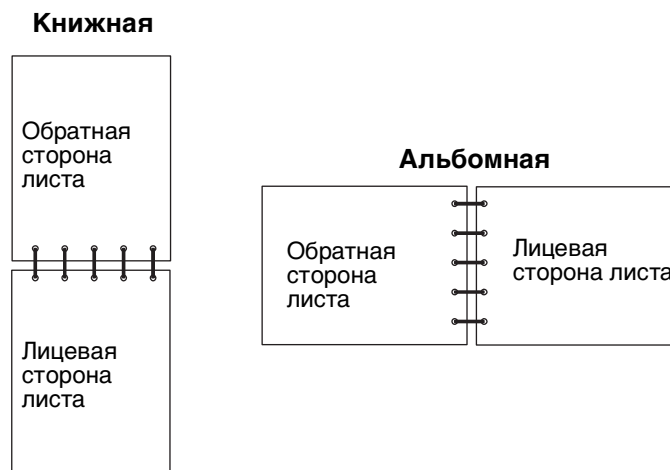 Книжная
Обратная
сторона
листа
Лицевая
сторона
листа
Альбомная
Обратная
сторона
листа
Лицевая
сторона листа